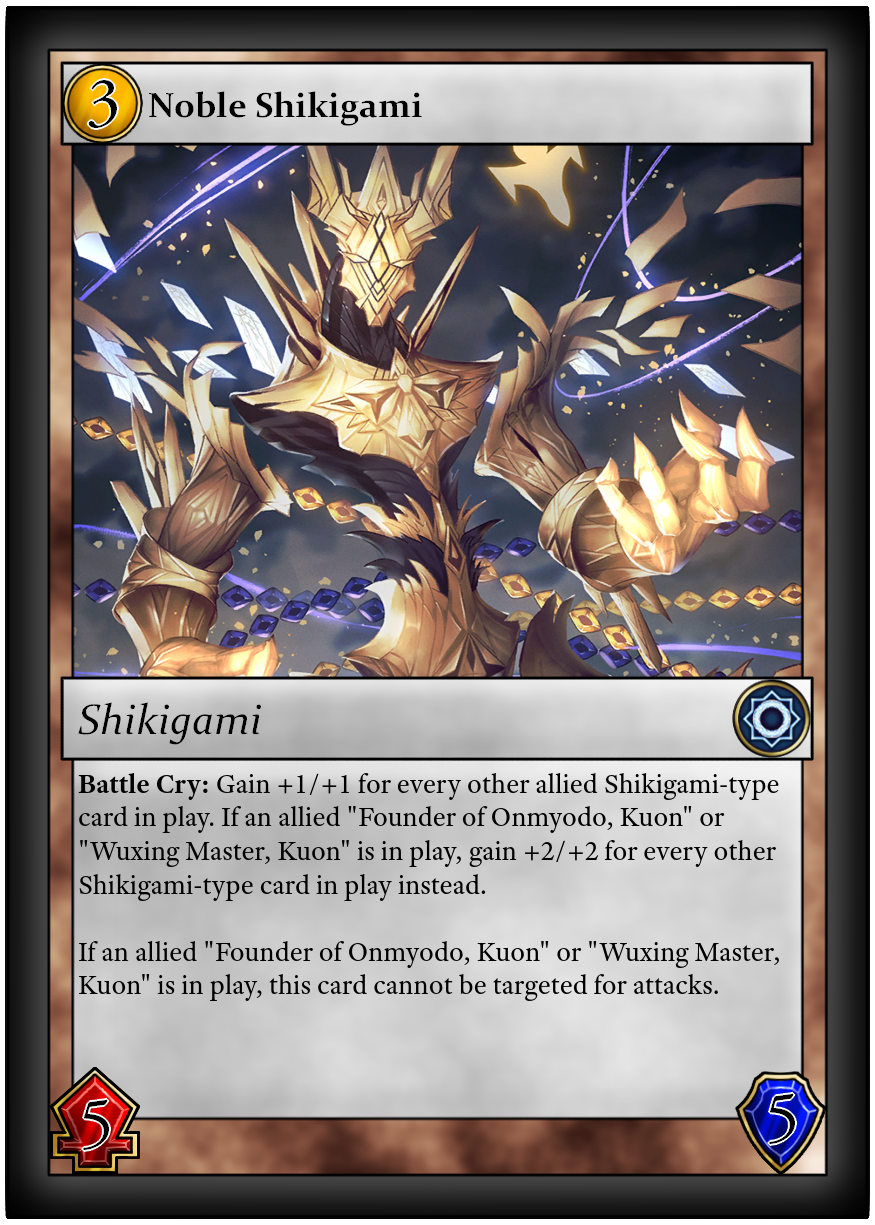 3
Noble Shikigami
Shikigami
Battle Cry: Gain +1/+1 for every other allied Shikigami-type
card in play. If an allied "Founder of Onmyodo, Kuon" or
"Wuxing Master, Kuon" is in play, gain +2/+2 for every other
Shikigami-type card in play instead.
If an allied "Founder of Onmyodo, Kuon" or "Wuxing Master,
Kuon" is in play, this card cannot be targeted for attacks.
5
5